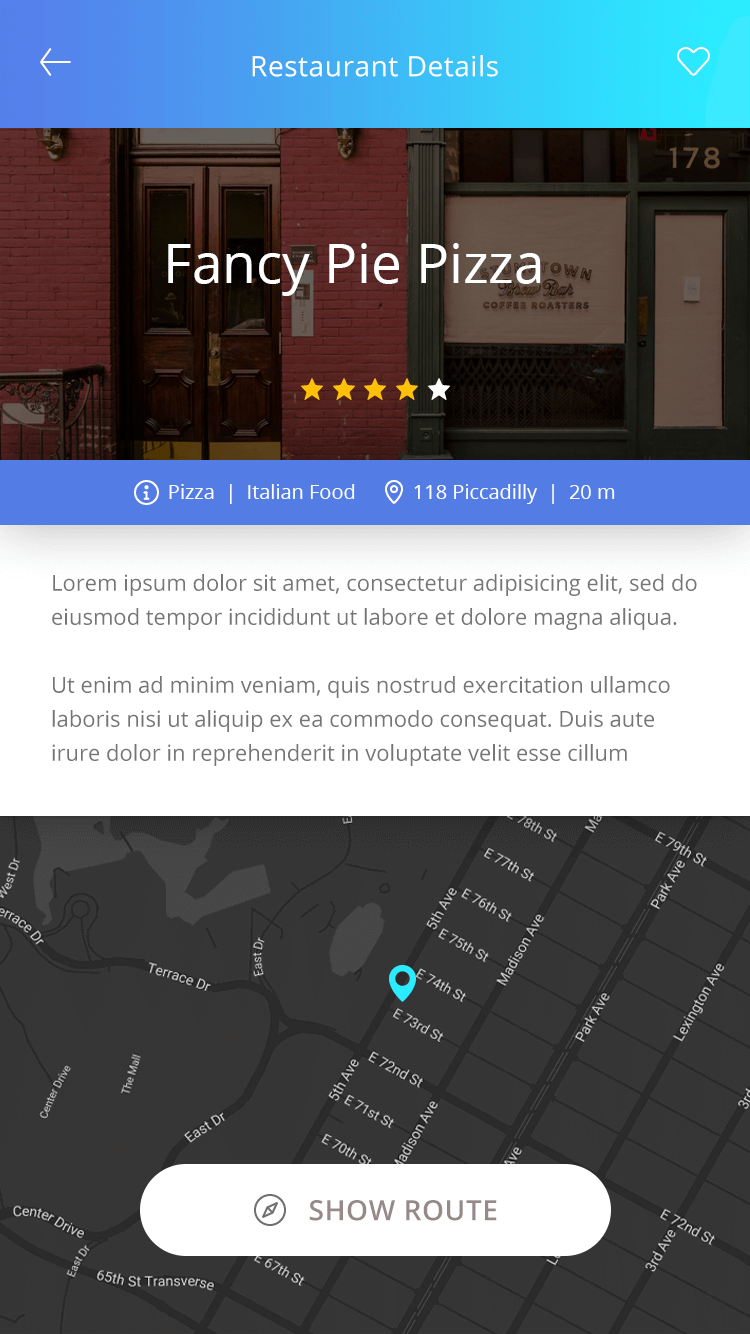 Restaurant Details
178
Fancy Pie Pizza
TOWN
Brew Bar
COFFEE ROASTERS
Pizza | Italian Food 118 Piccadilly | 20 m
Lorem ipsum dolor sit amet, consectetur adipisicing elit, sed do
eiusmod tempor incididunt ut labore et dolore magna aliqua.
Ut enim ad minim veniam, quis nostrud exercitation ullamco
laboris nisi ut aliquip ex ea commodo consequat. Duis aute
irure dolor in reprehenderit in voluptate velit esse cillum
E 78th St
E 79th St
E 77th St
West Dr
Park Ave
5th Ave
E 76th St
Terrace Dr
E 75th St
Madison Ave
East Dr
Terrace Dr
E 74th St
Lexington Ave
Park Ave
E 73rd St
E 72nd St
The Mall
5th Ave
Center Drive
E 71st St
East Dr
Madison Ave
E 70th St
SHOW ROUTE
Center Drive
E 72nd St
3rd Ave
East Dr
E 67th St
65th St Transverse